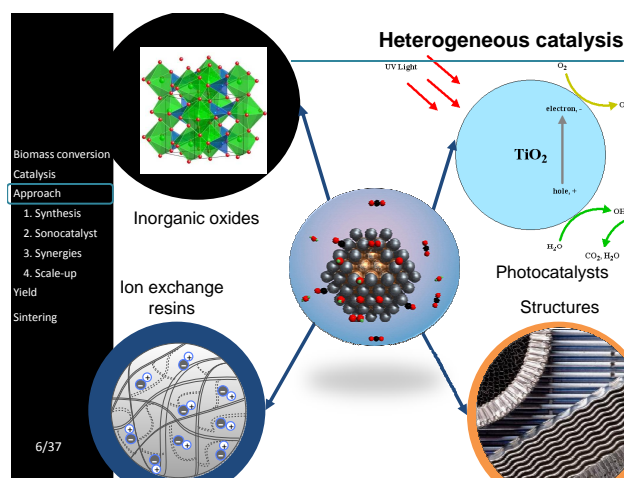 Heterogeneous catalysis
UV Light
O2
O
electron, -
TiO2
hole, +
OH
H2O
CO2, H2O
Biomass conversion
Catalysis
Approach
1. Synthesis
2. Sonocatalyst
3. Synergies
4. Scale-up
Yield
Sintering
6/37
Inorganic oxides
Photocatalysts
Ion exchange
resins
Structures